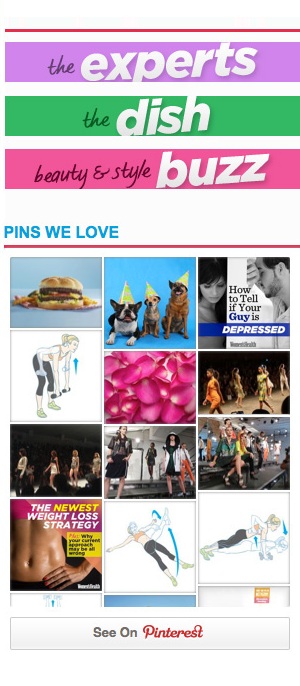 the experts
the dish
beauty & style buzz
PINS WE LOVE
How to Tell if Your Guy is DEPRESSED
Women'sHealth
THE NEWEST WEIGHT LOSS STRATEGY
Why your current approach may be all wrong
Women'sHealth
See On Pinterest